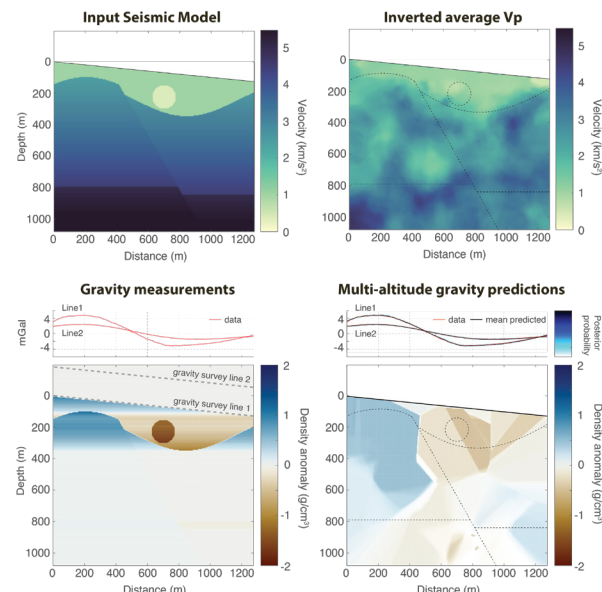 Input Seismic Model
Inverted average Vp
0
200
400
600
800
1000
Depth (m)
0 200 400 600 800 1000 1200
Distance (m)
5
4
3
2
1
0
Velocity (km/s²)
0
200
400
600
800
1000
0 200 400 600 800 1000 1200
Distance (m)
5
4
3
2
1
0
Velocity (km/s²)
Gravity measurements
Multi-altitude gravity predictions
mGal
4
0
-4
Line1
Line2
data
4
0
-4
Line1
Line2
data mean predicted
Posterior
probability
gravity survey line 2
gravity survey line 1
0
200
400
600
800
1000
Depth (m)
0 200 400 600 800 1000 1200
Distance (m)
2
1
0
-1
-2
Density anomaly (g/cm³)
0
200
400
600
800
1000
0 200 400 600 800 1000 1200
Distance (m)
2
1
0
-1
-2
Density anomaly (g/cm³)